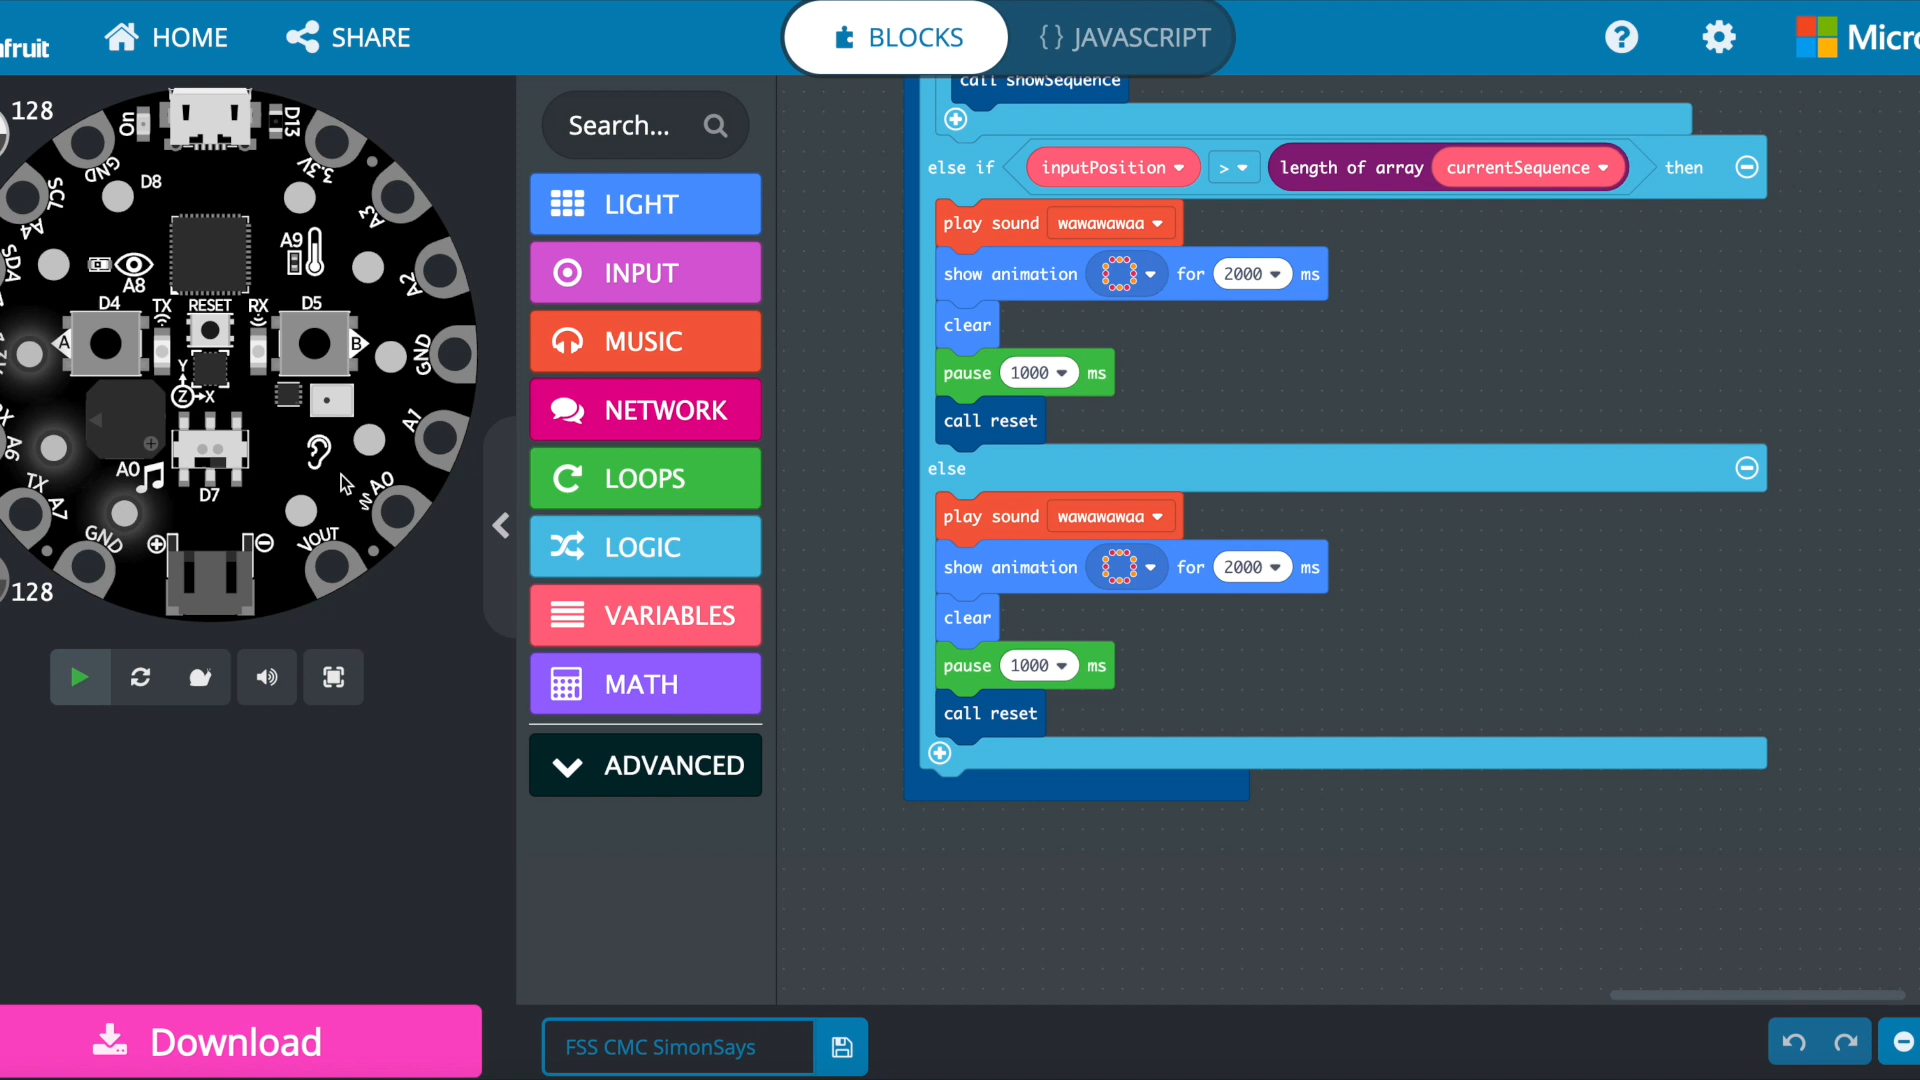 fruit
HOME
SHARE
BLOCKS
{ } JAVASCRIPT
Micro
128
On
D13
GND
3.3V
D8
SCL
A4
A3
SDA
A9
A8
A2
D4
TX
RESET
RX
D5
A
B
GND
Y
Z
X
A6
A1
A0
D7
TX
A7
A0
GND
VOUT
128
Download
Search...
LIGHT
INPUT
MUSIC
NETWORK
LOOPS
LOGIC
VARIABLES
MATH
ADVANCED
call showSequence
else if inputPosition > length of array currentSequence then
play sound wawawawaa
show animation for 2000 ms
clear
pause 1000 ms
call reset
else
play sound wawawawaa
show animation for 2000 ms
clear
pause 1000 ms
call reset
FSS CMC SimonSays